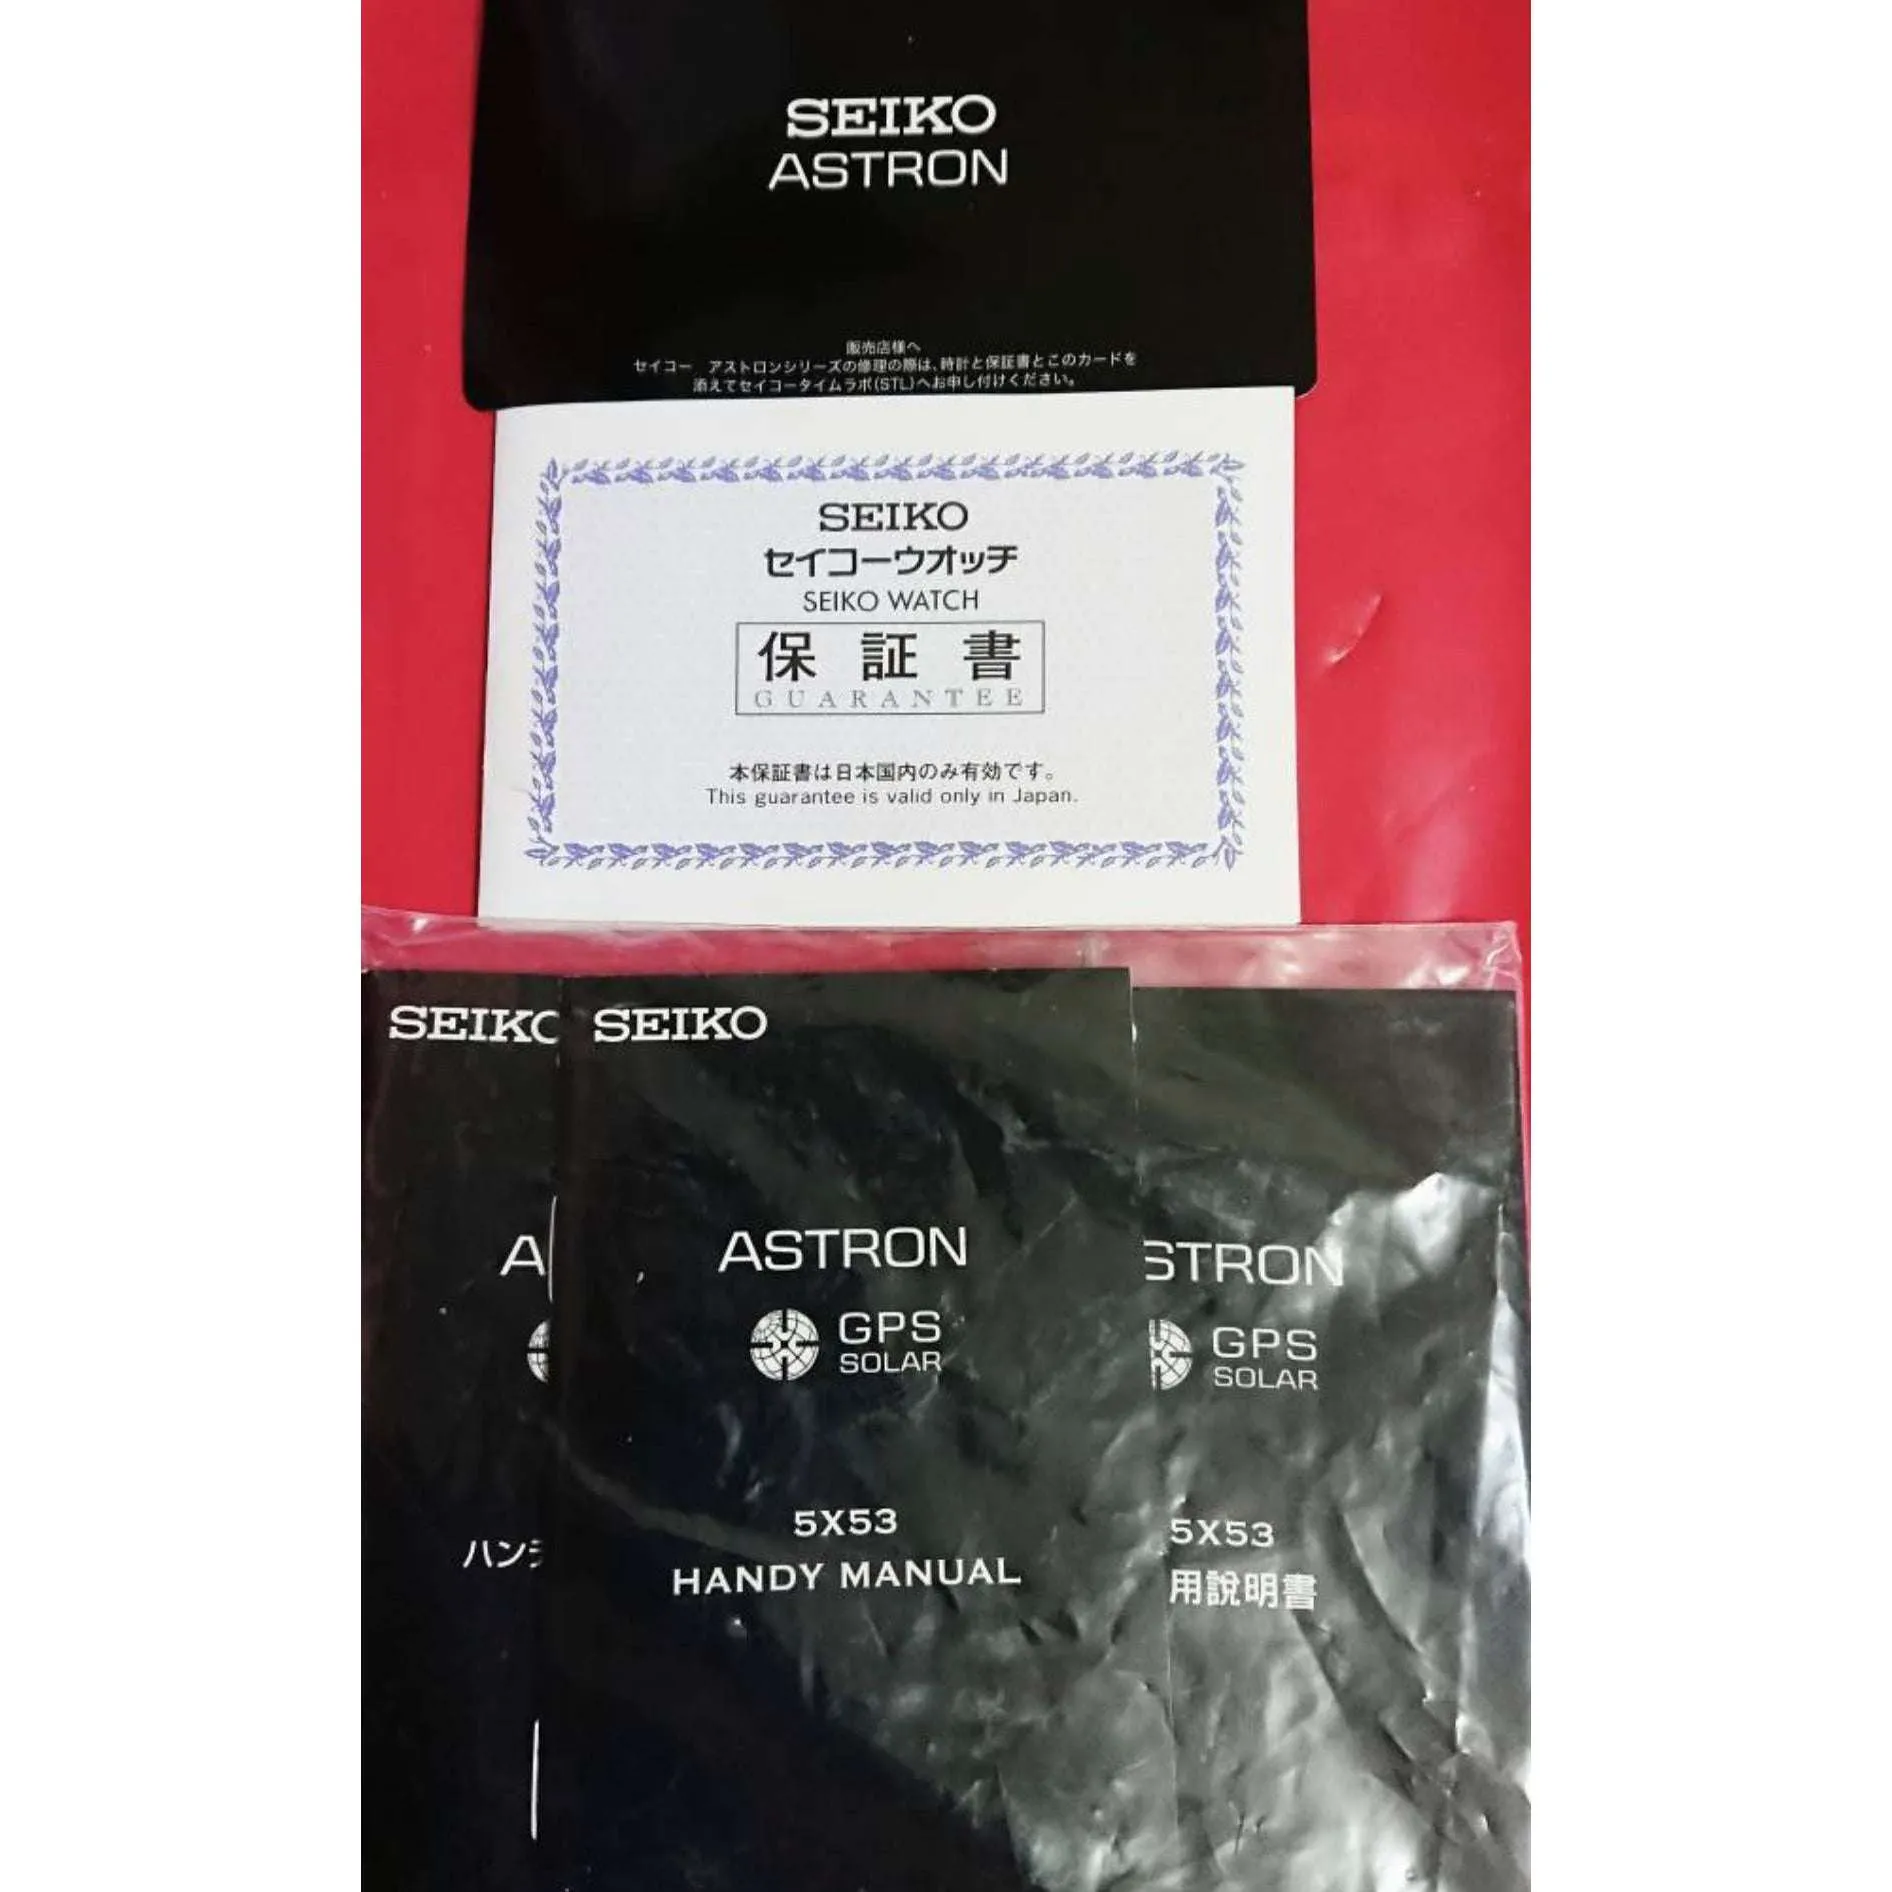 SEIKO
ASTRON
販売店様へ
セイコー アストロンシリーズの修理の際は、時計と保証書とこのカードを
添えてセイコータイムラボ(STL)へお申し付けください。
SEIKO
セイコーウオッチ
SEIKO WATCH
保証書
GUARANTEE
本保証書は日本国内のみ有効です。
This guarantee is valid only in Japan.
SEIKO
A
ハン
SEIKO
ASTRON
GPS
SOLAR
5X53
HANDY MANUAL
STRON
GPS
SOLAR
5X53
用說明書